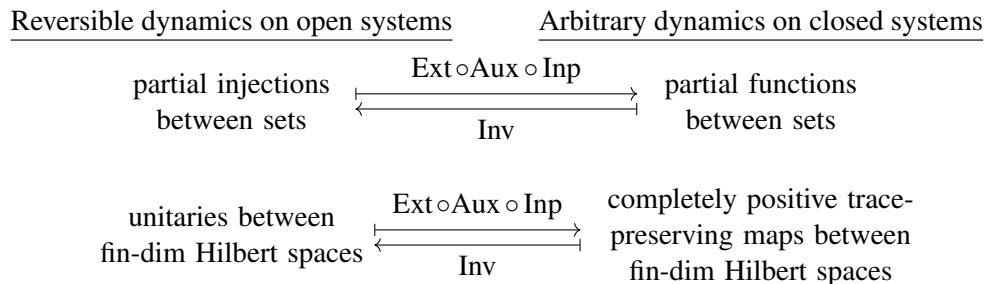 Reversible dynamics on open systems
Arbitrary dynamics on closed systems
partial injections
between sets
Ext∘Aux ∘ Inp
Inv
partial functions
between sets
unitaries between
fin-dim Hilbert spaces
Ext∘Aux ∘ Inp
Inv
completely positive trace-
preserving maps between
fin-dim Hilbert spaces